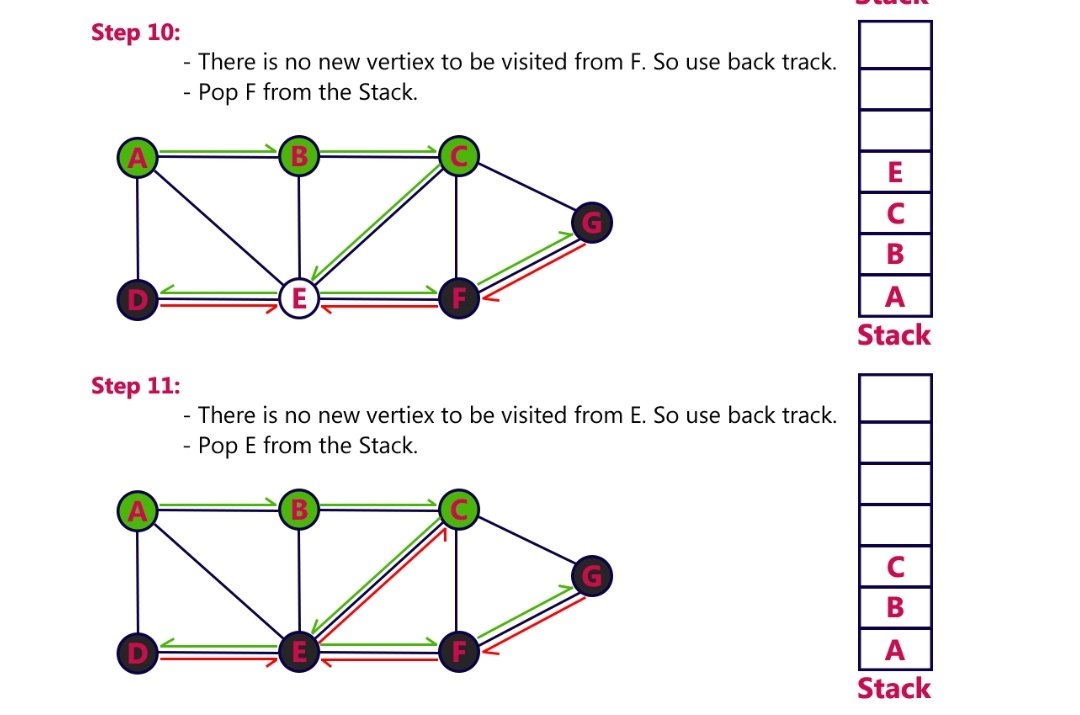 Stack
Step 10:
- There is no new vertiex to be visited from F. So use back track.
- Pop F from the Stack.
A
B
C
G
D
E
F
E
C
B
A
Stack
Step 11:
- There is no new vertiex to be visited from E. So use back track.
- Pop E from the Stack.
A
B
C
G
D
E
F
C
B
A
Stack